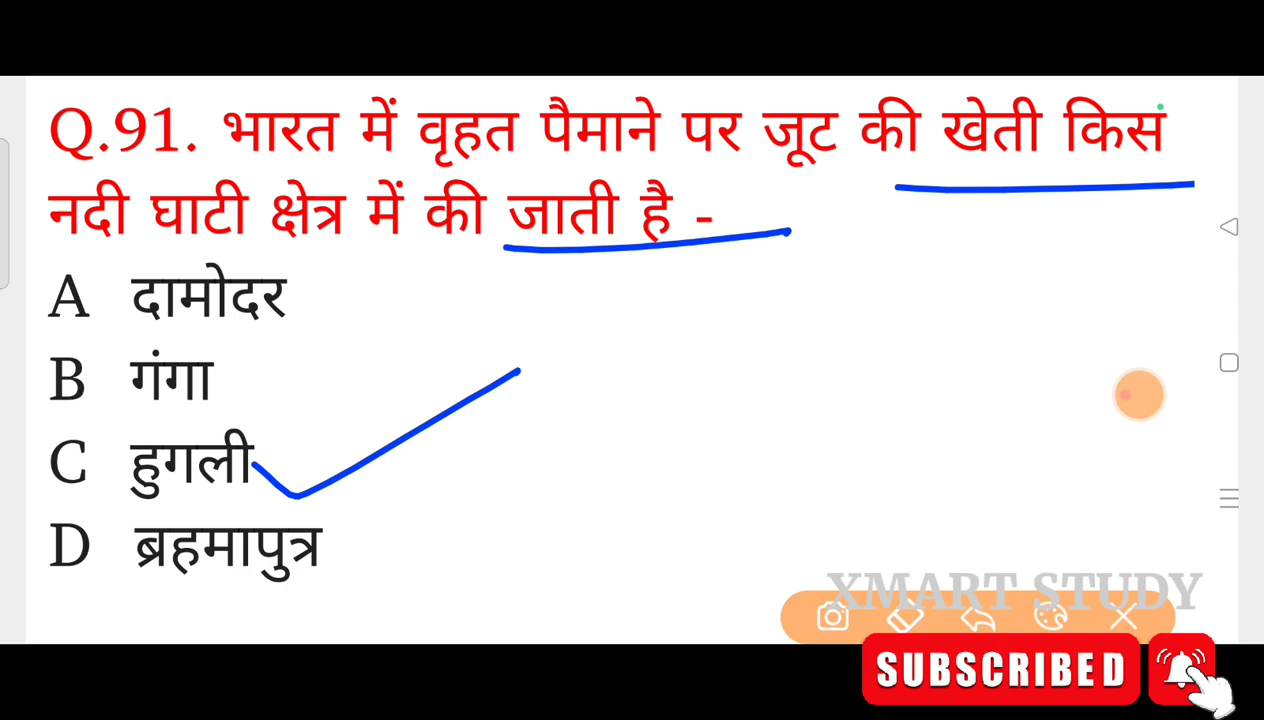 Q.91. भारत में वृहत पैमाने पर जूट की खेती किस
नदी घाटी क्षेत्र में की जाती है -
A दामोदर
B गंगा
C हुगली
D ब्रहमापुत्र
XMART STUDY
SUBSCRIBED